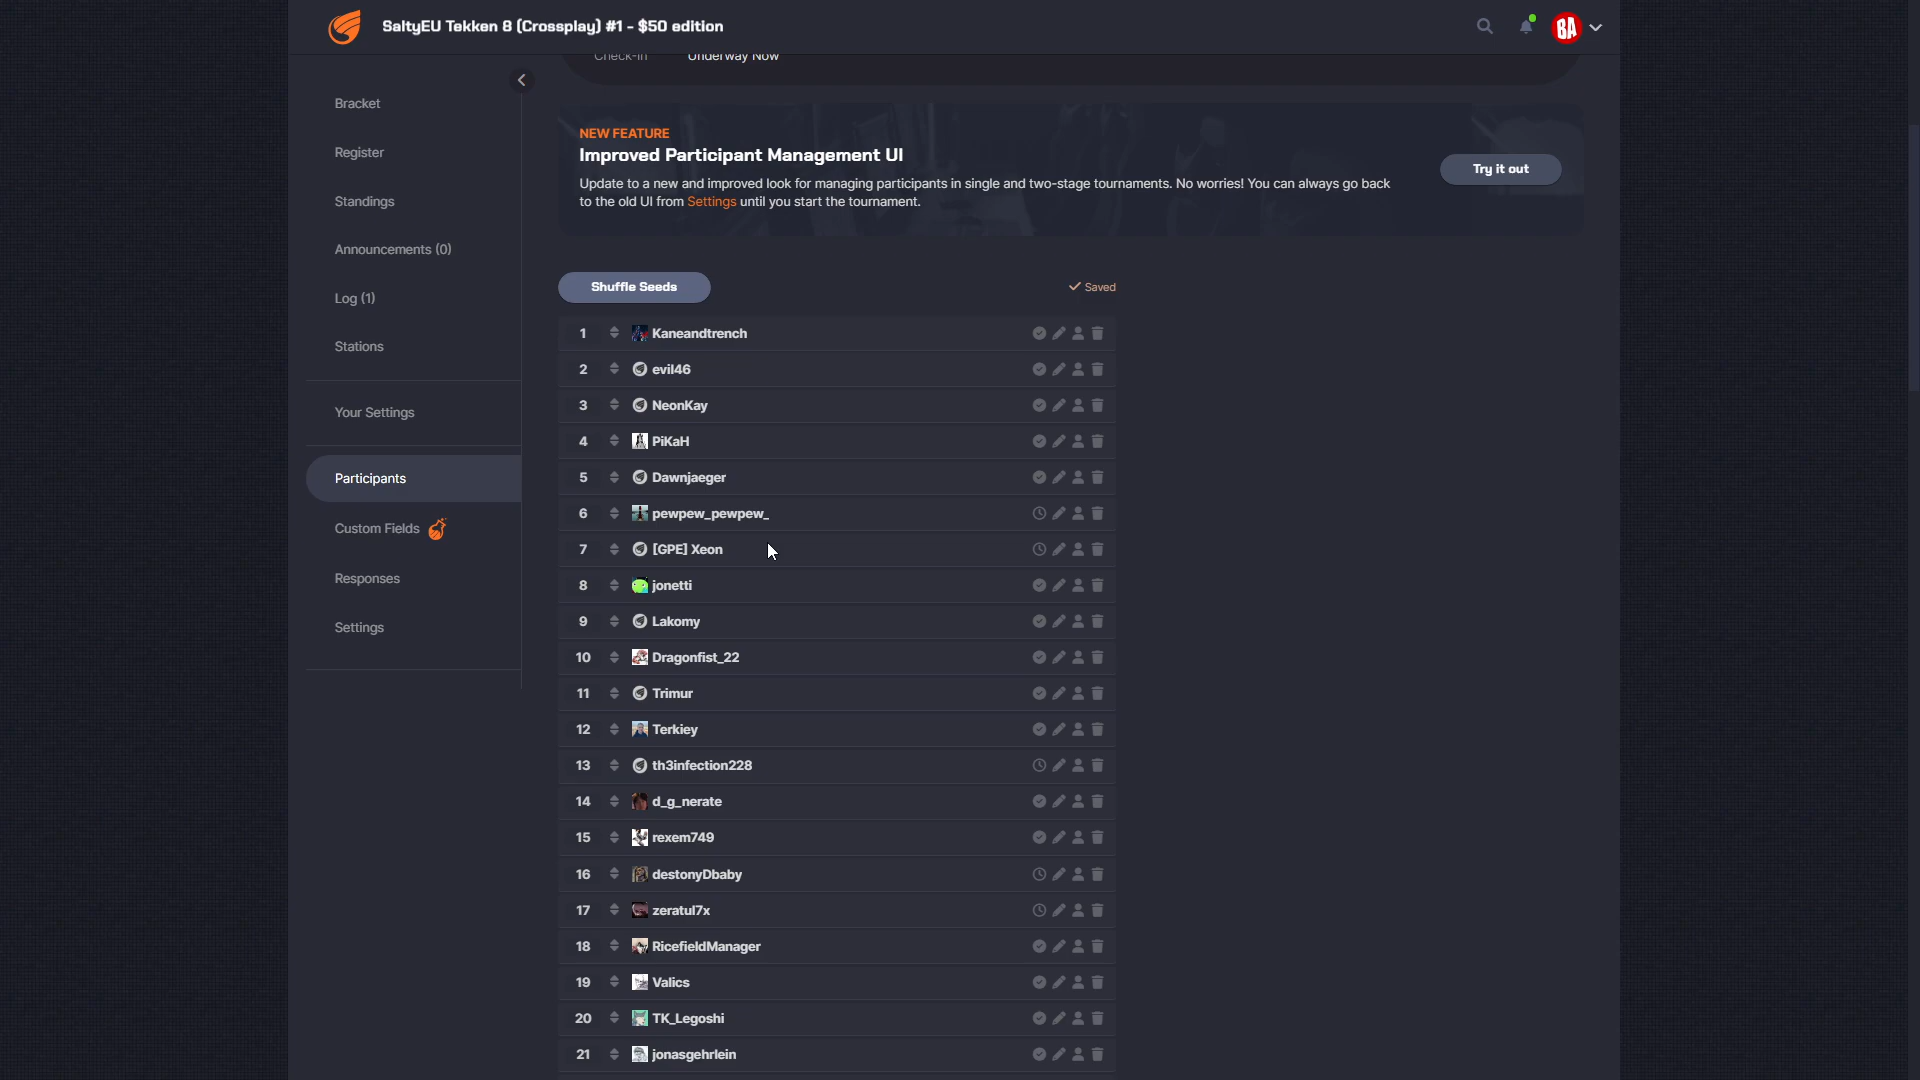 SaltyEU Tekken 8 (Crossplay) #1 - $50 edition
BA
Check-in
Underway Now
Bracket
Register
Standings
Announcements (0)
Log (1)
Stations
Your Settings
Participants
Custom Fields
Responses
Settings
NEW FEATURE
Improved Participant Management UI
Update to a new and improved look for managing participants in single and two-stage tournaments. No worries! You can always go back
to the old UI from Settings until you start the tournament.
Try it out
Shuffle Seeds
Saved
1 Kaneandtrench
2 evil46
3 NeonKay
4 PiKaH
5 Dawnjaeger
6 pewpew_pewpew_
7 [GPE] Xeon
8 jonetti
9 Lakomy
10 Dragonfist_22
11 Trimur
12 Terkiey
13 th3infection228
14 d_g_nerate
15 rexem749
16 destonyDbaby
17 zeratul7x
18 RicefieldManager
19 Valics
20 TK_Legoshi
21 jonasgehrlein